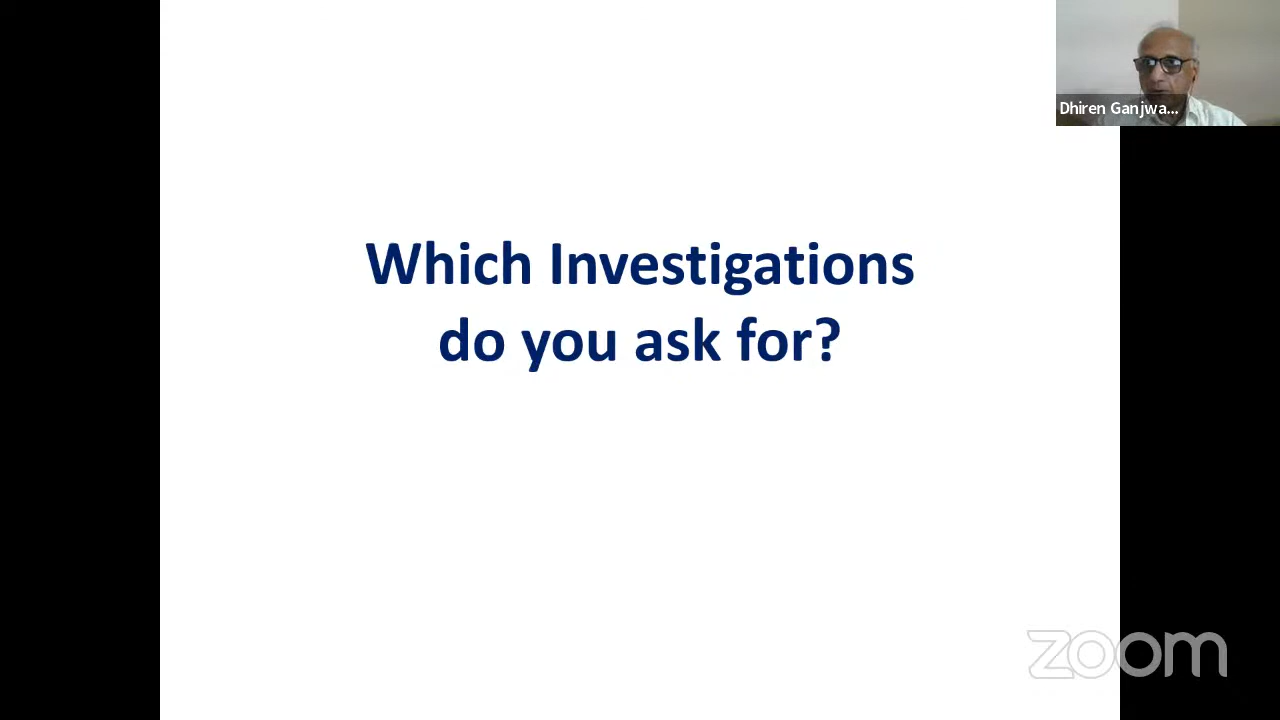 Dhiren Ganjwa...
Which Investigations
do you ask for?
zoom